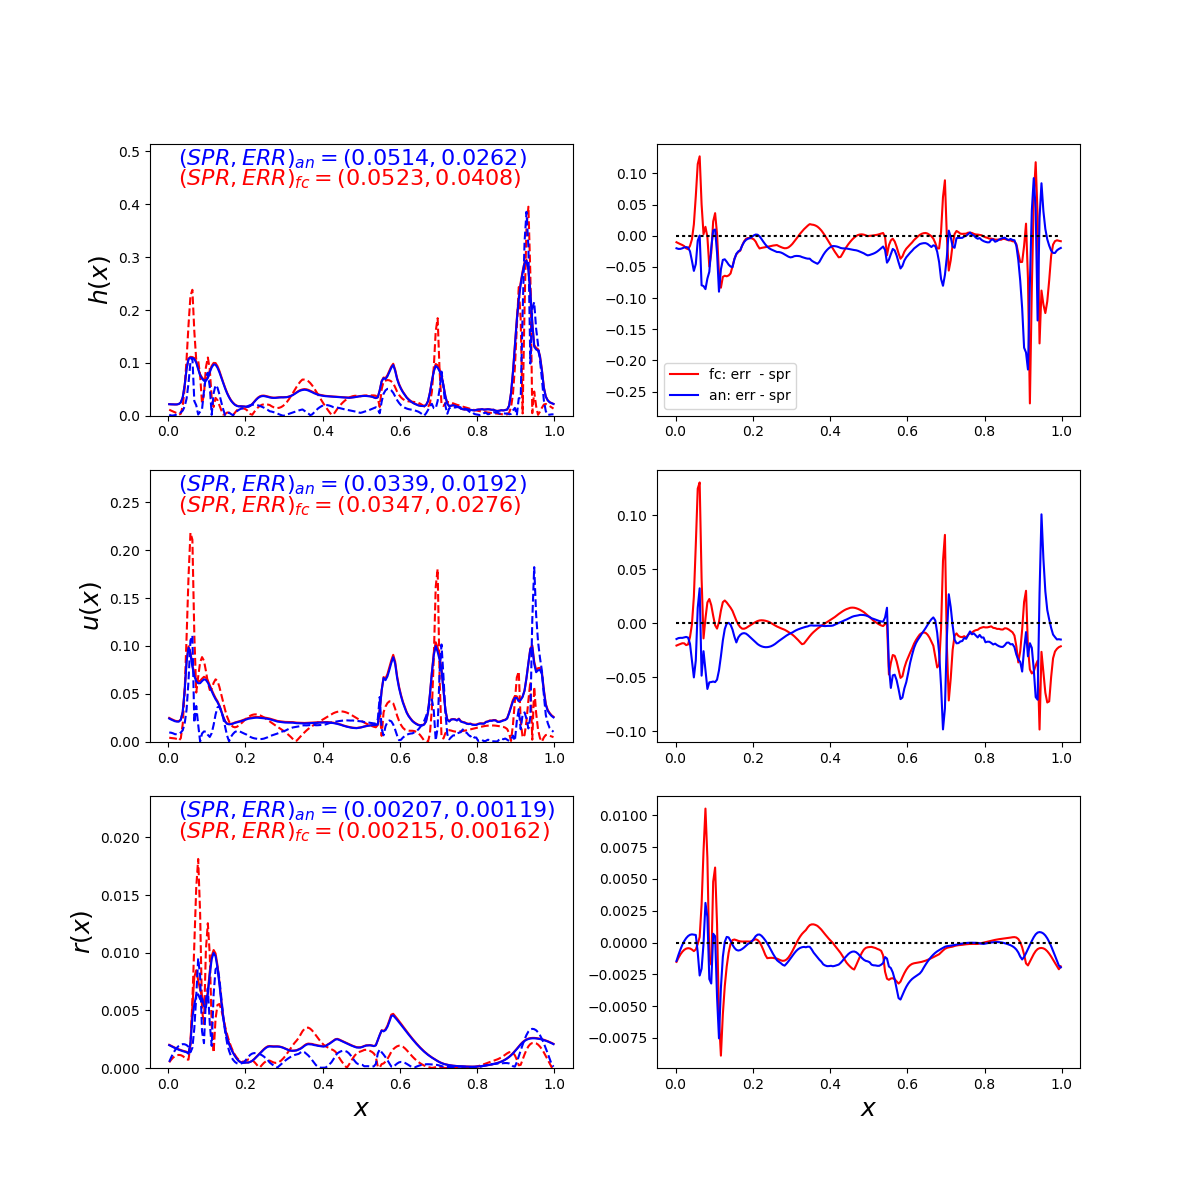 (SPR, ERR)an = (0.0514, 0.0262)
(SPR, ERR)fc = (0.0523, 0.0408)
h(x)
0.5
0.4
0.3
0.2
0.1
0.0
0.0 0.2 0.4 0.6 0.8 1.0
0.10
0.05
0.00
−0.05
−0.10
−0.15
−0.20
−0.25
fc: err - spr
an: err - spr
0.0 0.2 0.4 0.6 0.8 1.0
(SPR, ERR)an = (0.0339, 0.0192)
(SPR, ERR)fc = (0.0347, 0.0276)
u(x)
0.25
0.20
0.15
0.10
0.05
0.00
0.0 0.2 0.4 0.6 0.8 1.0
0.10
0.05
0.00
−0.05
−0.10
0.0 0.2 0.4 0.6 0.8 1.0
(SPR, ERR)an = (0.00207, 0.00119)
(SPR, ERR)fc = (0.00215, 0.00162)
r(x)
0.020
0.015
0.010
0.005
0.000
0.0 0.2 0.4 0.6 0.8 1.0
x
0.0100
0.0075
0.0050
0.0025
0.0000
−0.0025
−0.0050
−0.0075
0.0 0.2 0.4 0.6 0.8 1.0
x